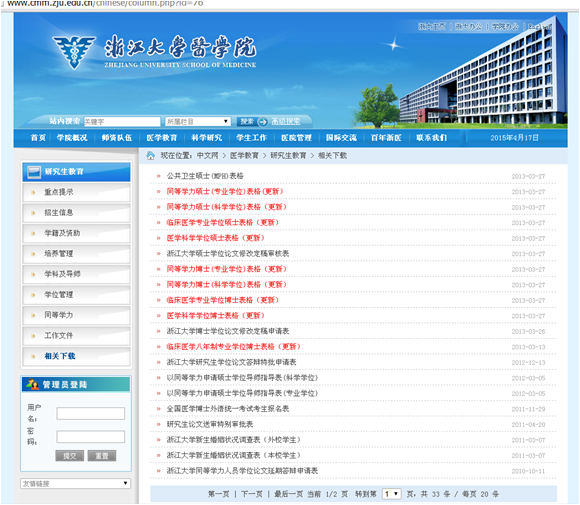 www.cmm.zju.edu.cn/chinese/column.php?id=76
浙江大学医学院
ZHEJIANG UNIVERSITY SCHOOL OF MEDICINE
站内搜索 关键字 所属栏目 搜索 高级搜索
首页 学院概况 师资队伍 医学教育 科学研究 学生工作 医院管理 国际交流 百年浙医 联系我们 2015年4月17日
现在位置：中文网 > 医学教育 > 研究生教育 > 相关下载
研究生教育
重点提示
招生信息
学籍及资助
培养管理
学科及导师
学位管理
同等学力
工作文件
相关下载
管理员登陆
用户名：
密码：
提交 重置
友情链接
公共卫生硕士(MPH)表格 2013-03-27
同等学力硕士(专业学位)表格(更新) 2013-03-27
同等学力硕士(科学学位)表格（更新） 2013-03-27
临床医学专业学位硕士表格（更新） 2013-03-27
医学科学学位硕士表格（更新） 2013-03-27
浙江大学硕士学位论文修改定稿审核表 2013-03-27
同等学力博士(专业学位)表格（更新） 2013-03-27
同等学力博士(科学学位)表格（更新） 2013-03-27
临床医学专业学位博士表格（更新） 2013-03-27
医学科学学位博士表格（更新） 2013-03-27
浙江大学博士学位论文修改定稿申请表 2013-03-26
临床医学八年制专业学位博士表格（更新） 2013-03-13
浙江大学研究生学位论文答辩特批申请表 2012-12-13
以同等学力申请硕士学位导师指导表(科学学位) 2012-03-05
以同等学力申请硕士学位导师指导表(专业学位) 2012-03-05
全国医学博士外语统一考试考生报名表 2011-11-29
研究生论文送审特别审批表 2011-04-20
浙江大学新生婚姻状况调查表（外校学生） 2011-03-07
浙江大学新生婚姻状况调查表（本校学生） 2011-03-07
浙江大学同等学力人员学位论文延期答辩申请表 2010-10-11
第一页 | 下一页 | 最后一页 当前 1/2 页 转到第 1 页，共 33 条 / 每页 20 条